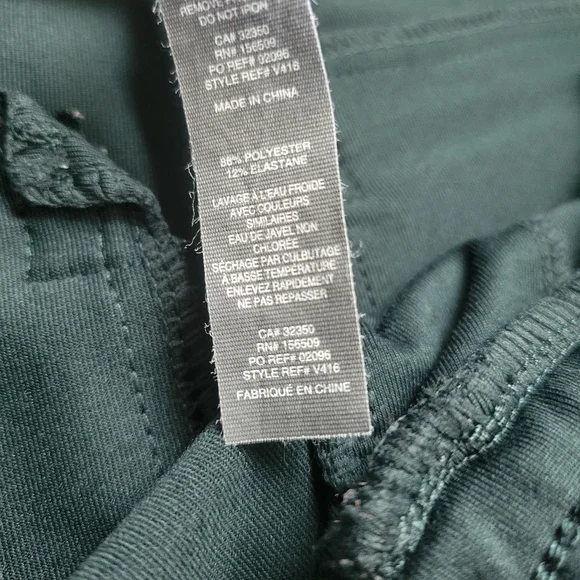 REMOVE
DO NOT IRON
CA# 32350
RN# 156509
PO REF# 02096
STYLE REF# V416
MADE IN CHINA
88% POLYESTER
12% ELASTANE
LAVAGE À L'EAU FROIDE
AVEC COULEURS
SIMILAIRES
EAU DE JAVEL NON
CHLORÉE
SÉCHAGE PAR CULBUTAGE
À BASSE TEMPÉRATURE
ENLEVEZ RAPIDEMENT
NE PAS REPASSER
CA# 32350
RN# 156509
PO REF# 02096
STYLE REF# V416
FABRIQUÉ EN CHINE